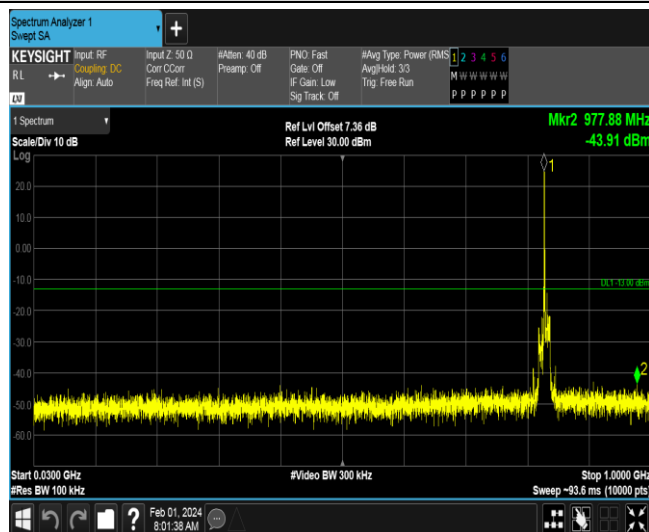 Spectrum Analyzer 1
Swept SA
+
KEYSIGHT
RL
LXI
Input: RF
Coupling: DC
Align: Auto
Input Z: 50 Ω
Corr CCorr
Freq Ref: Int (S)
#Atten: 40 dB
Preamp: Off
PNO: Fast
Gate: Off
IF Gain: Low
Sig Track: Off
#Avg Type: Power (RMS
Avg|Hold: 3/3
Trig: Free Run
1 2 3 4 5 6
M W W W W W
P P P P P P
1 Spectrum
Scale/Div 10 dB
Log
Ref Lvl Offset 7.36 dB
Ref Level 30.00 dBm
Mkr2 977.88 MHz
-43.91 dBm
1
20.0
10.0
0.00
-10.0
DL1 -13.00 dBm
-20.0
-30.0
-40.0
2
-50.0
-60.0
Start 0.0300 GHz
#Res BW 100 kHz
#Video BW 300 kHz
Stop 1.0000 GHz
Sweep ~93.6 ms (10000 pts)
?
Feb 01, 2024
8:01:38 AM